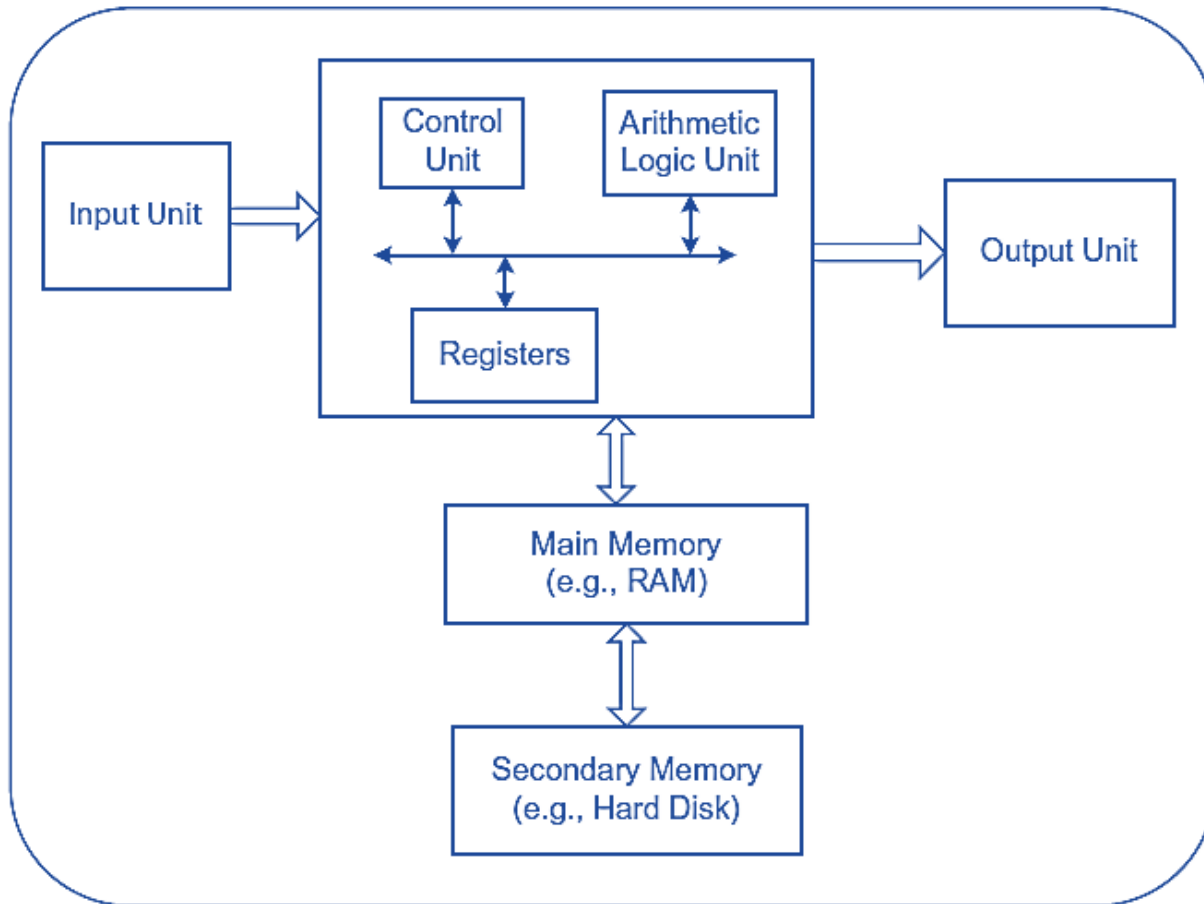 Control
Unit
Arithmetic
Logic Unit
Input Unit
Output Unit
Registers
Main Memory
(e.g., RAM)
Secondary Memory
(e.g., Hard Disk)